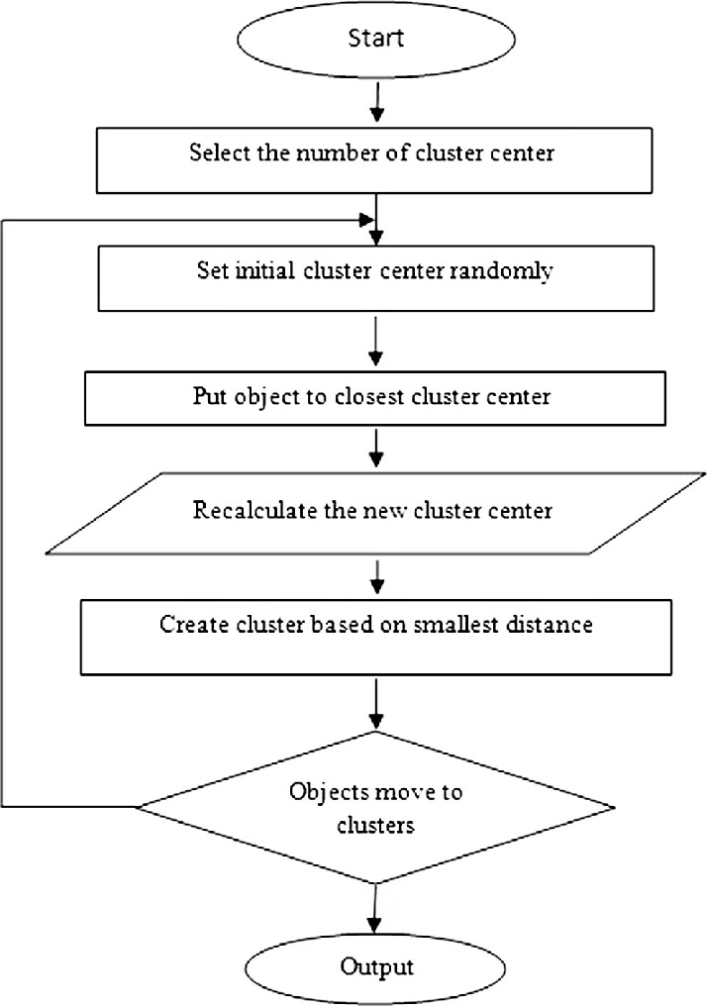 Start
Select the number of cluster center
Set initial cluster center randomly
Put object to closest cluster center
Recalculate the new cluster center
Create cluster based on smallest distance
Objects move to
clusters
Output